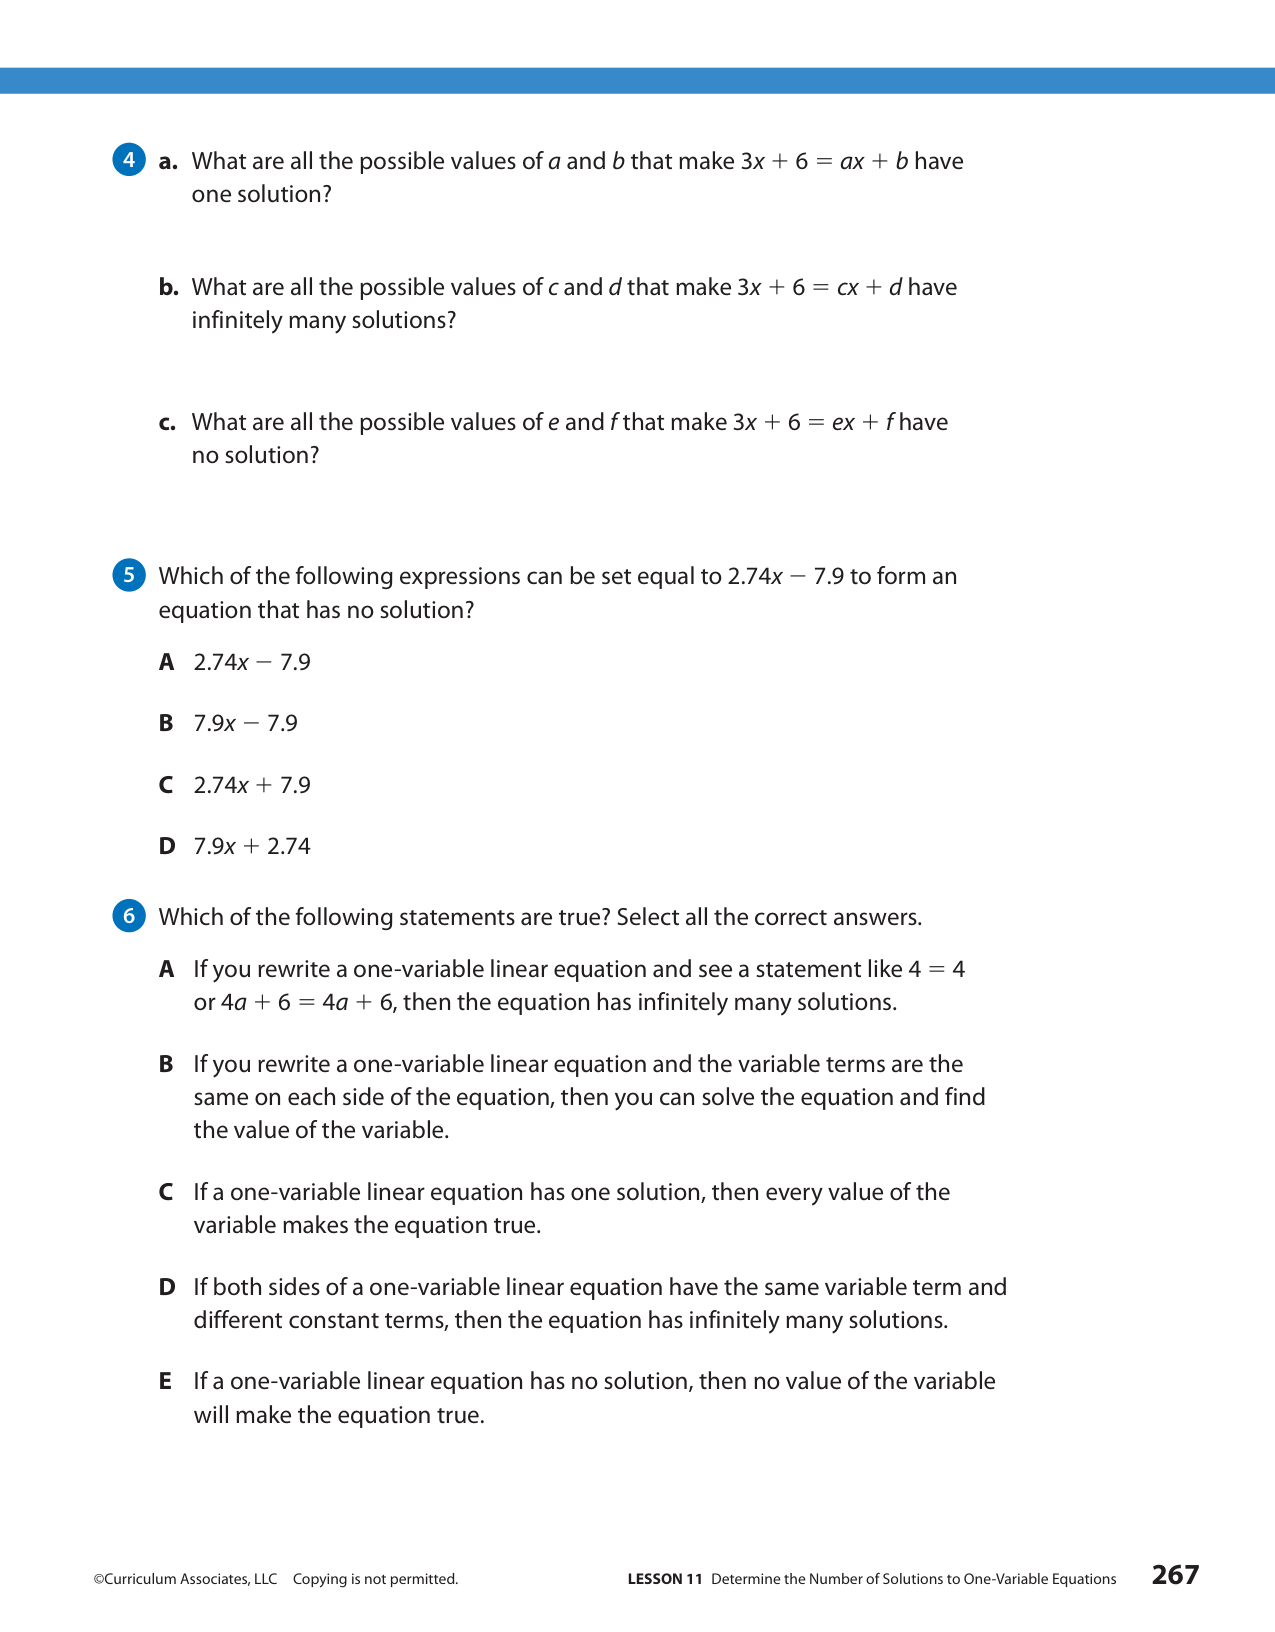 4 a. What are all the possible values of a and b that make 3x + 6 = ax + b have
one solution?
b. What are all the possible values of c and d that make 3x + 6 = cx + d have
infinitely many solutions?
c. What are all the possible values of e and f that make 3x + 6 = ex + f have
no solution?
5 Which of the following expressions can be set equal to 2.74x − 7.9 to form an
equation that has no solution?
A 2.74x − 7.9
B 7.9x − 7.9
C 2.74x + 7.9
D 7.9x + 2.74
6 Which of the following statements are true? Select all the correct answers.
A If you rewrite a one-variable linear equation and see a statement like 4 = 4
or 4a + 6 = 4a + 6, then the equation has infinitely many solutions.
B If you rewrite a one-variable linear equation and the variable terms are the
same on each side of the equation, then you can solve the equation and find
the value of the variable.
C If a one-variable linear equation has one solution, then every value of the
variable makes the equation true.
D If both sides of a one-variable linear equation have the same variable term and
different constant terms, then the equation has infinitely many solutions.
E If a one-variable linear equation has no solution, then no value of the variable
will make the equation true.
©Curriculum Associates, LLC Copying is not permitted. LESSON 11 Determine the Number of Solutions to One-Variable Equations 267